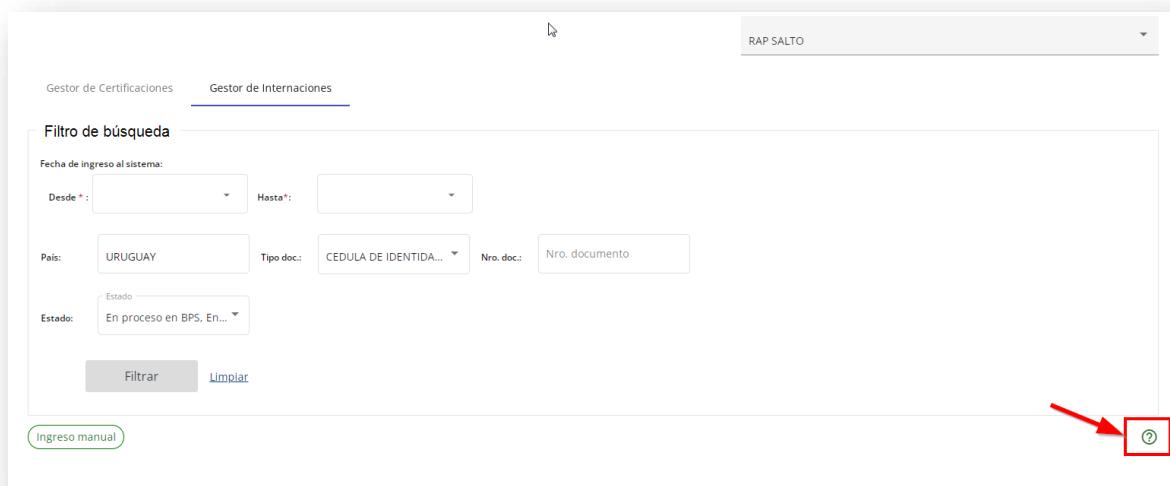 RAP SALTO
Gestor de Certificaciones Gestor de Internaciones
Filtro de búsqueda
Fecha de ingreso al sistema:
Desde * : Hasta*:
País: URUGUAY Tipo doc.: CEDULA DE IDENTIDA... Nro. doc.: Nro. documento
Estado
Estado: En proceso en BPS, En...
Filtrar Limpiar
Ingreso manual ?